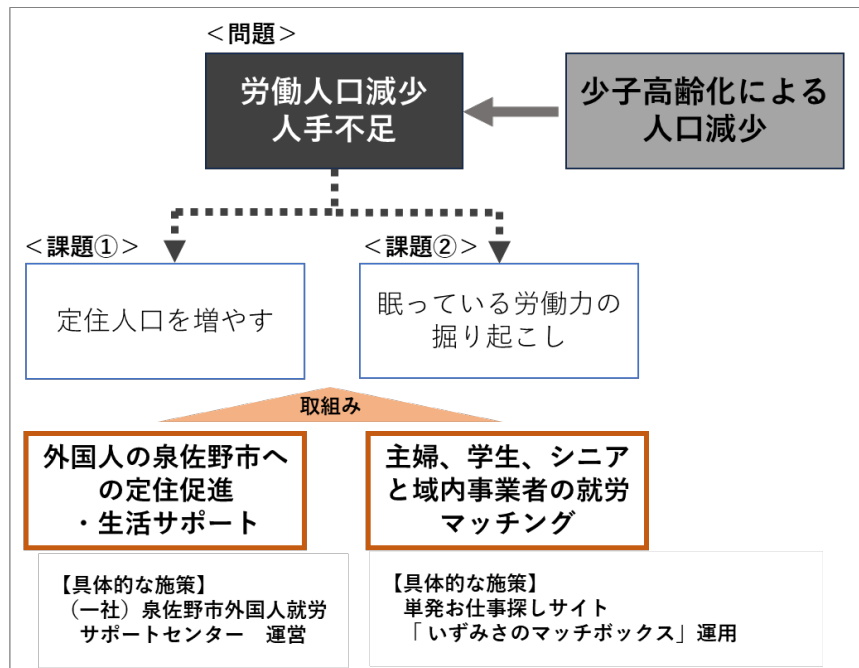 ＜問題＞
労働人口減少
人手不足
少子高齢化による
人口減少
＜課題①＞
定住人口を増やす
＜課題②＞
眠っている労働力の
掘り起こし
取組み
外国人の泉佐野市へ
の定住促進
・生活サポート
主婦、学生、シニア
と域内事業者の就労
マッチング
【具体的な施策】
（一社）泉佐野市外国人就労
サポートセンター　運営
【具体的な施策】
単発お仕事探しサイト
「いずみさのマッチボックス」運用